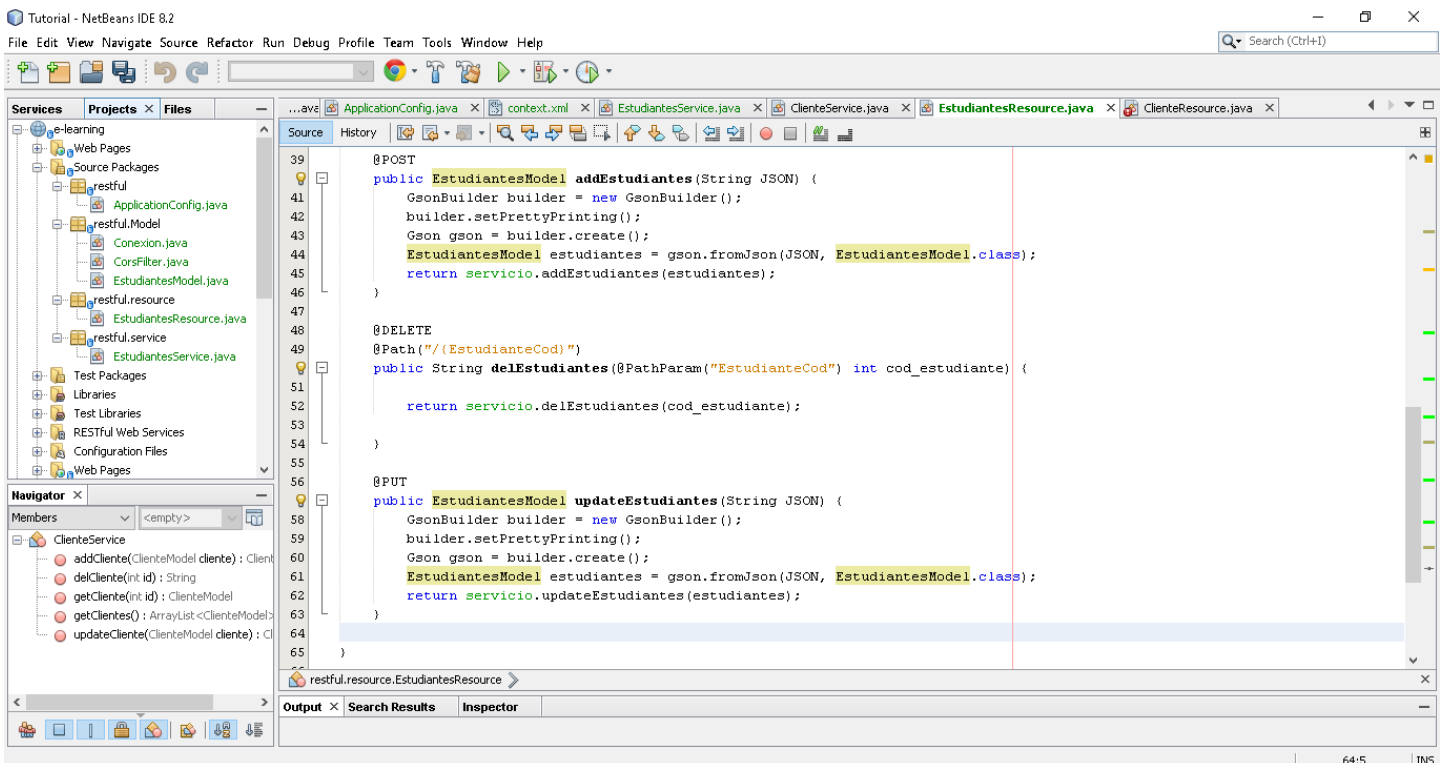 Tutorial - NetBeans IDE 8.2
File Edit View Navigate Source Refactor Run Debug Profile Team Tools Window Help
Search (Ctrl+I)
Services Projects Files
e-learning
Web Pages
Source Packages
restful
ApplicationConfig.java
restful.Model
Conexion.java
CorsFilter.java
EstudiantesModel.java
restful.resource
EstudiantesResource.java
restful.service
EstudiantesService.java
Test Packages
Libraries
Test Libraries
RESTful Web Services
Configuration Files
Web Pages
Navigator
Members <empty>
ClienteService
addCliente(ClienteModel cliente) : Client
delCliente(int id) : String
getCliente(int id) : ClienteModel
getClientes() : ArrayList<ClienteModel>
updateCliente(ClienteModel cliente) : Cl
...ave ApplicationConfig.java context.xml EstudiantesService.java ClienteService.java EstudiantesResource.java ClienteResource.java
Source History
39 @POST
public EstudiantesModel addEstudiantes(String JSON) {
41 GsonBuilder builder = new GsonBuilder();
42 builder.setPrettyPrinting();
43 Gson gson = builder.create();
44 EstudiantesModel estudiantes = gson.fromJson(JSON, EstudiantesModel.class);
45 return servicio.addEstudiantes(estudiantes);
46 }
47
48 @DELETE
49 @Path("/{EstudianteCod}")
public String delEstudiantes(@PathParam("EstudianteCod") int cod_estudiante) {
51
52 return servicio.delEstudiantes(cod_estudiante);
53
54 }
55
56 @PUT
public EstudiantesModel updateEstudiantes(String JSON) {
58 GsonBuilder builder = new GsonBuilder();
59 builder.setPrettyPrinting();
60 Gson gson = builder.create();
61 EstudiantesModel estudiantes = gson.fromJson(JSON, EstudiantesModel.class);
62 return servicio.updateEstudiantes(estudiantes);
63 }
64
65 }
restful.resource.EstudiantesResource
Output Search Results Inspector
64:5 INS